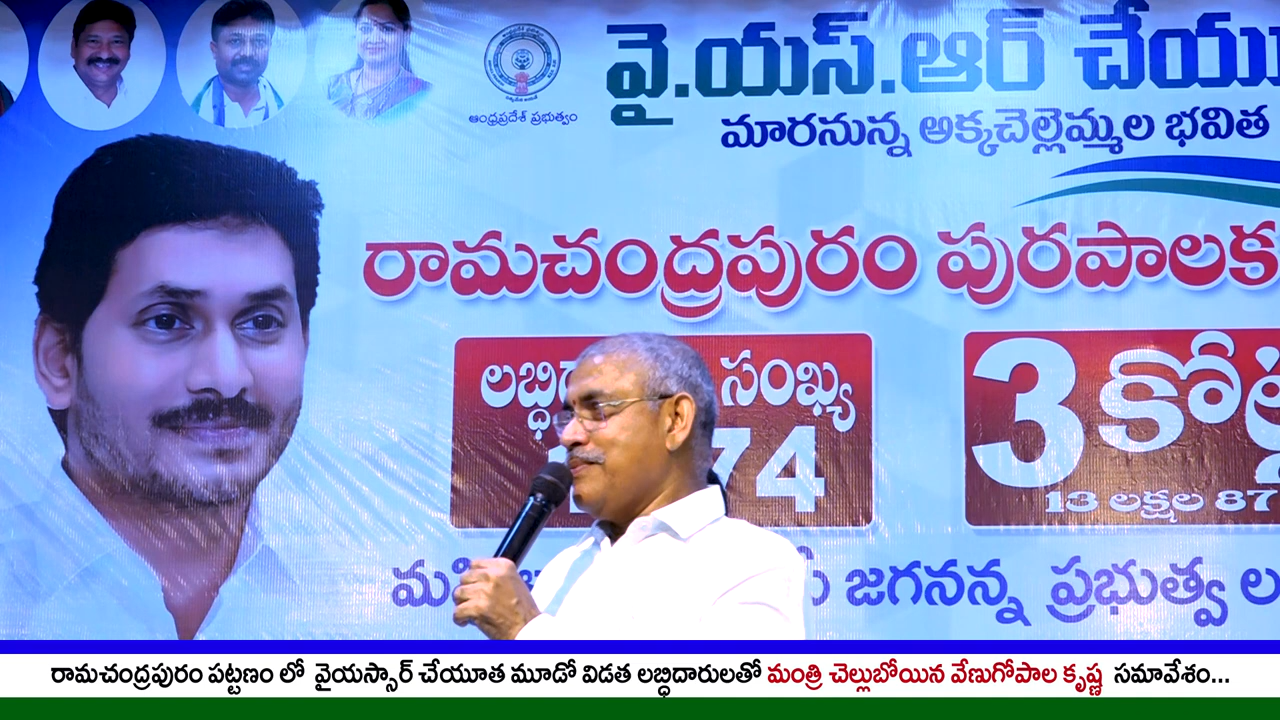 ఆంధ్రప్రదేశ్ ప్రభుత్వం
వై.యస్.ఆర్ చేయూ
మారనున్న అక్కచెల్లెమ్మల భవిత
రామచంద్రపురం పురపాలక
సంఖ్య
74
3 కోట్ల
13 లక్షల 87
జగనన్న ప్రభుత్వ ల
రామచంద్రపురం పట్టణం లో వైయస్సార్ చేయూత మూడో విడత లబ్ధిదారులతో మంత్రి చెల్లుబోయిన వేణుగోపాల కృష్ణ సమావేశం...